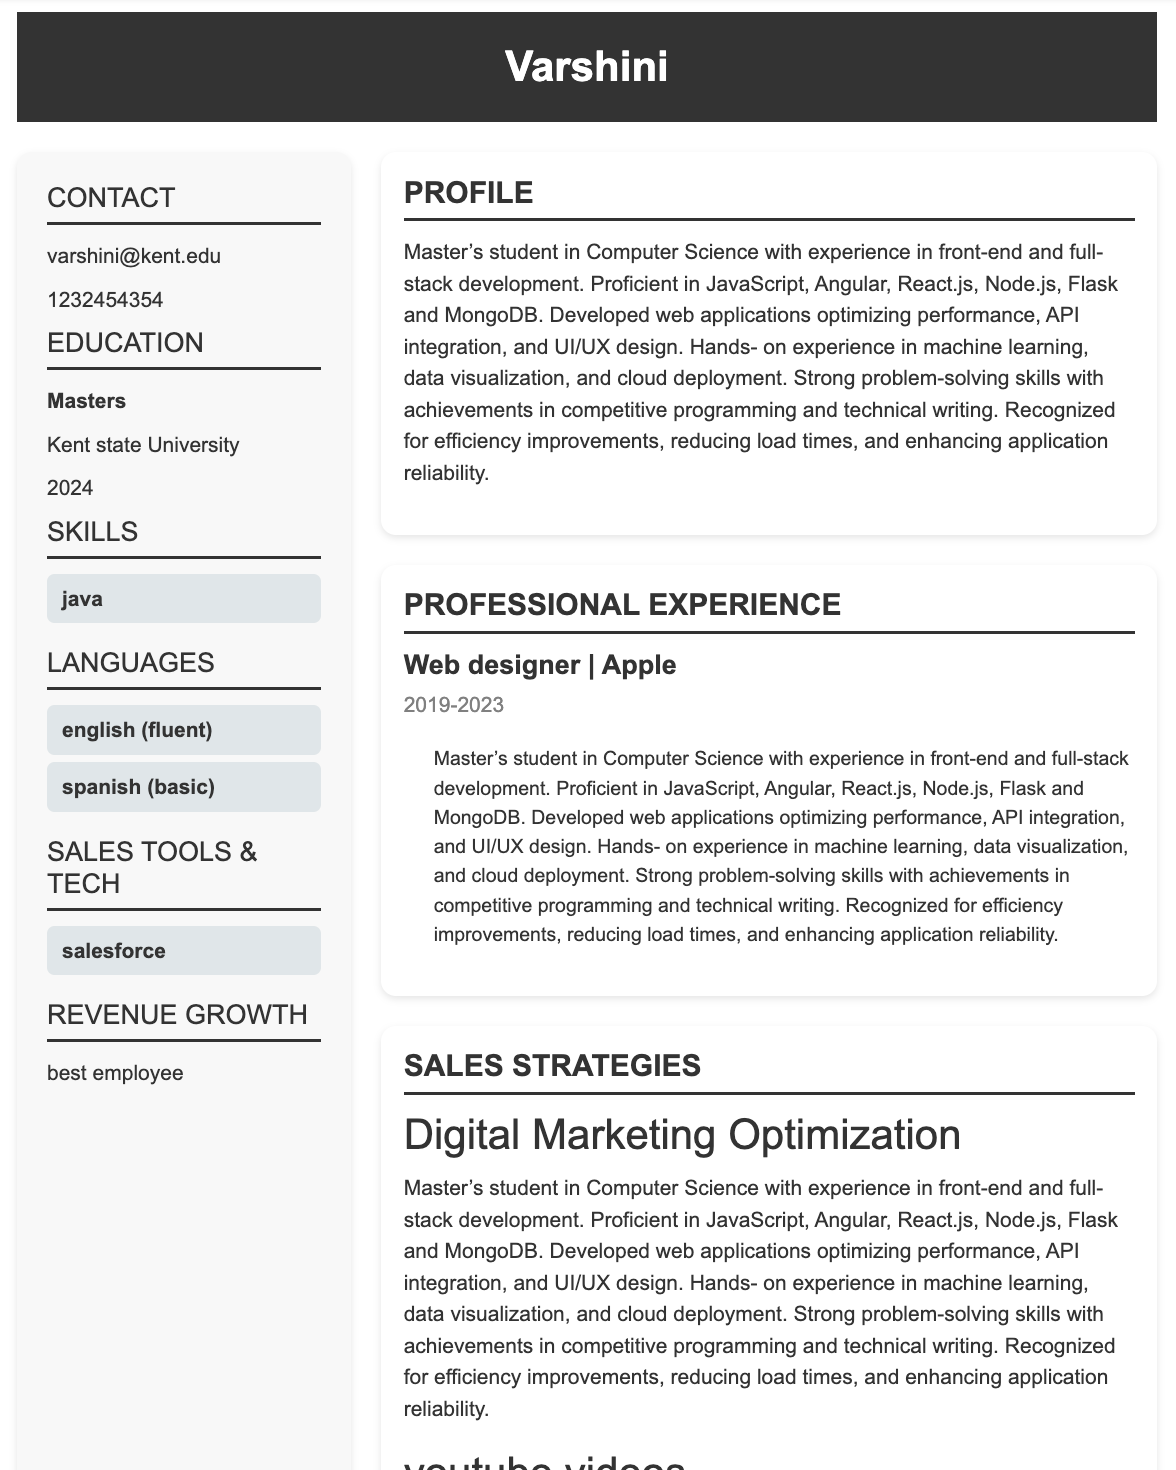 Varshini
CONTACT
varshini@kent.edu
1232454354
EDUCATION
Masters
Kent state University
2024
SKILLS
java
LANGUAGES
english (fluent)
spanish (basic)
SALES TOOLS &
TECH
salesforce
REVENUE GROWTH
best employee
PROFILE
Master’s student in Computer Science with experience in front-end and full-
stack development. Proficient in JavaScript, Angular, React.js, Node.js, Flask
and MongoDB. Developed web applications optimizing performance, API
integration, and UI/UX design. Hands- on experience in machine learning,
data visualization, and cloud deployment. Strong problem-solving skills with
achievements in competitive programming and technical writing. Recognized
for efficiency improvements, reducing load times, and enhancing application
reliability.
PROFESSIONAL EXPERIENCE
Web designer | Apple
2019-2023
Master’s student in Computer Science with experience in front-end and full-stack
development. Proficient in JavaScript, Angular, React.js, Node.js, Flask and
MongoDB. Developed web applications optimizing performance, API integration,
and UI/UX design. Hands- on experience in machine learning, data visualization,
and cloud deployment. Strong problem-solving skills with achievements in
competitive programming and technical writing. Recognized for efficiency
improvements, reducing load times, and enhancing application reliability.
SALES STRATEGIES
Digital Marketing Optimization
Master’s student in Computer Science with experience in front-end and full-
stack development. Proficient in JavaScript, Angular, React.js, Node.js, Flask
and MongoDB. Developed web applications optimizing performance, API
integration, and UI/UX design. Hands- on experience in machine learning,
data visualization, and cloud deployment. Strong problem-solving skills with
achievements in competitive programming and technical writing. Recognized
for efficiency improvements, reducing load times, and enhancing application
reliability.
youtube videos